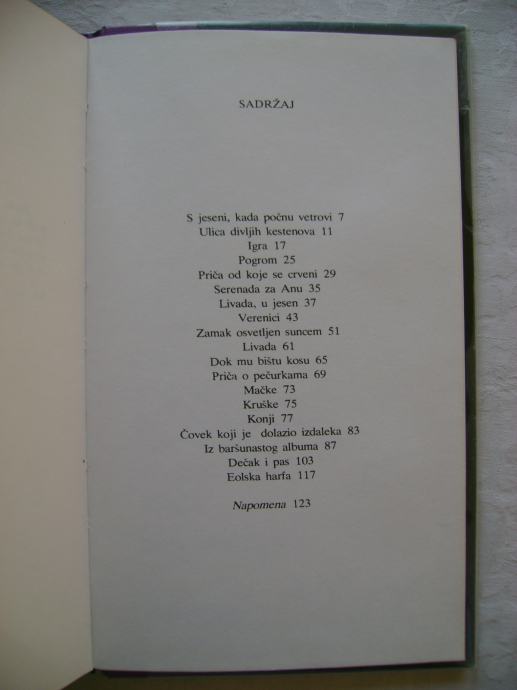 SADRŽAJ
S jeseni, kada počnu vetrovi 7
Ulica divljih kestenova 11
Igra 17
Pogrom 25
Priča od koje se crveni 29
Serenada za Anu 35
Livada, u jesen 37
Verenici 43
Zamak osvetljen suncem 51
Livada 61
Dok mu bištu kosu 65
Priča o pečurkama 69
Mačke 73
Kruške 75
Konji 77
Čovek koji je dolazio izdaleka 83
Iz baršunastog albuma 87
Dečak i pas 103
Eolska harfa 117
Napomena 123